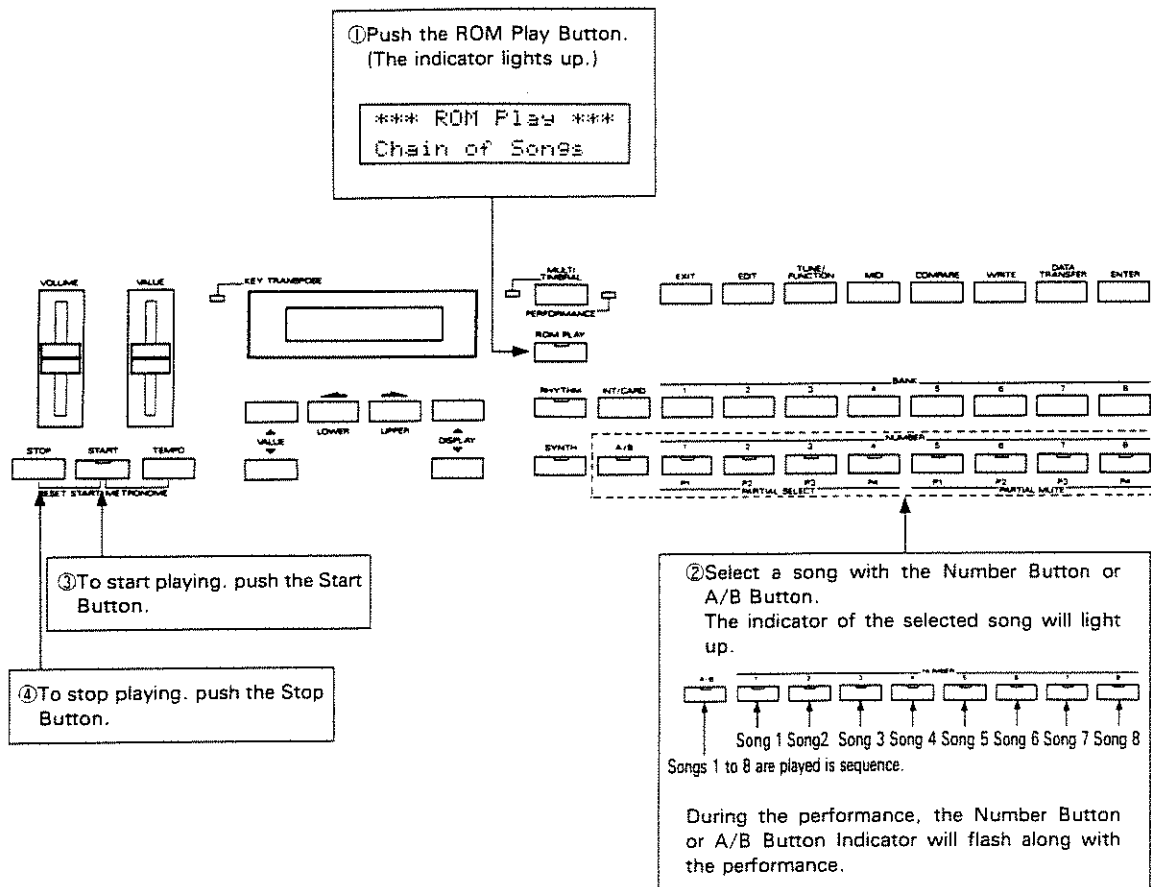 ①Push the ROM Play Button.
(The indicator lights up.)
*** ROM Play ***
Chain of Songs
VOLUME
VALUE
KEY TRANSPOSE
MULTI TIMBRAL
PERFORMANCE
EXIT
EDIT
TUNE/FUNCTION
MIDI
COMPARE
WRITE
DATA TRANSFER
ENTER
ROM PLAY
RHYTHM
INT/CARD
BANK
1 2 3 4 5 6 7 8
VALUE
LOWER
UPPER
DISPLAY
STOP
START
TEMPO
RESET START
METRONOME
SYNTH
A/B
NUMBER
1 2 3 4 5 6 7 8
P1 P2 P3 P4 P1 P2 P3 P4
PARTIAL SELECT
PARTIAL MUTE
③To start playing. push the Start
Button.
④To stop playing. push the Stop
Button.
②Select a song with the Number Button or
A/B Button.
The indicator of the selected song will light
up.
NUMBER
A/B 1 2 3 4 5 6 7 8
Song 1 Song2 Song 3 Song 4 Song 5 Song 6 Song 7 Song 8
Songs 1 to 8 are played is sequence.
During the performance, the Number Button
or A/B Button Indicator will flash along with
the performance.